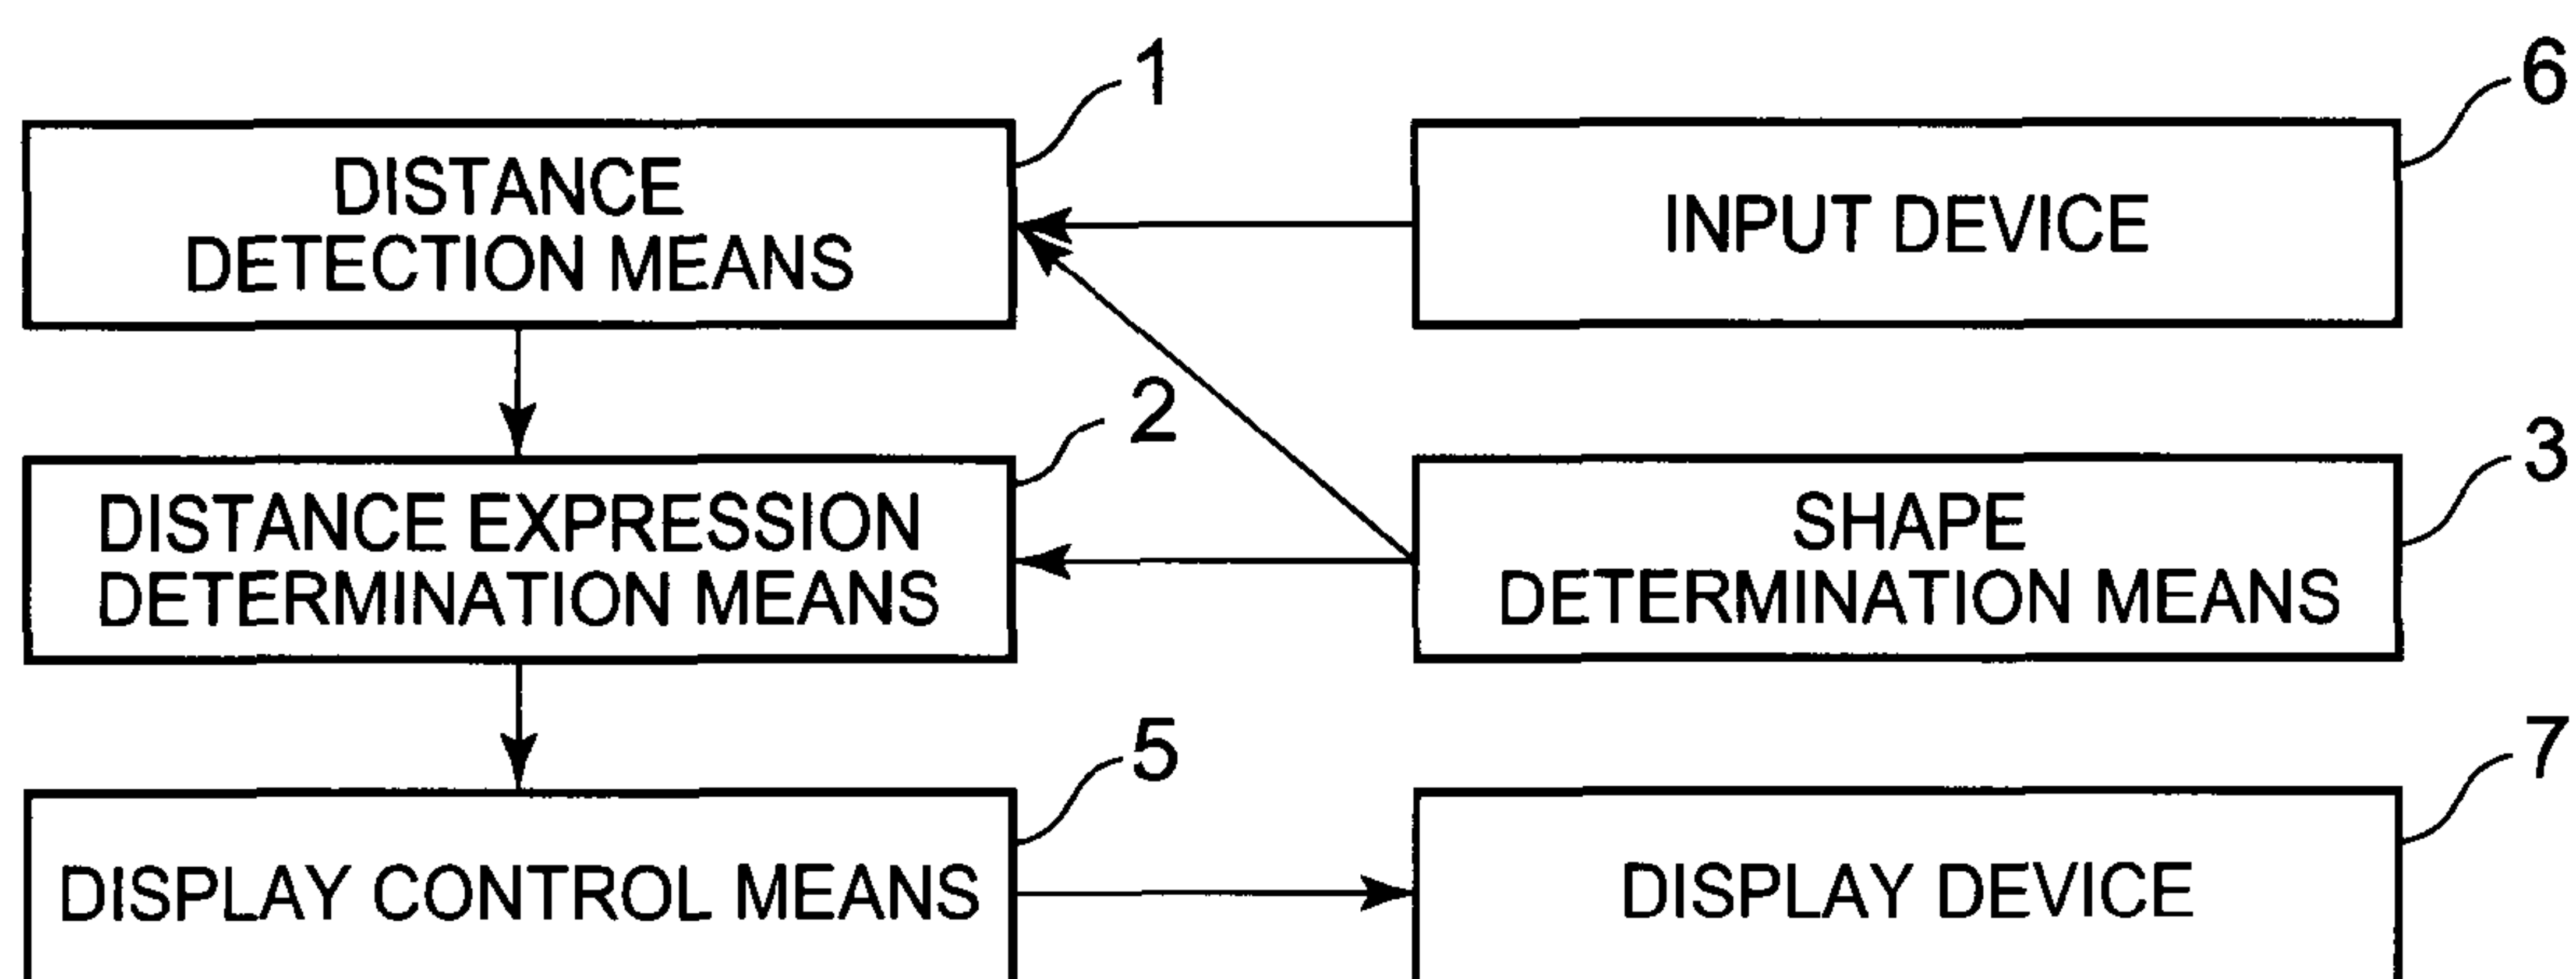 1
6
DISTANCE
DETECTION MEANS
INPUT DEVICE
2
3
DISTANCE EXPRESSION
DETERMINATION MEANS
SHAPE
DETERMINATION MEANS
5
7
DISPLAY CONTROL MEANS
DISPLAY DEVICE